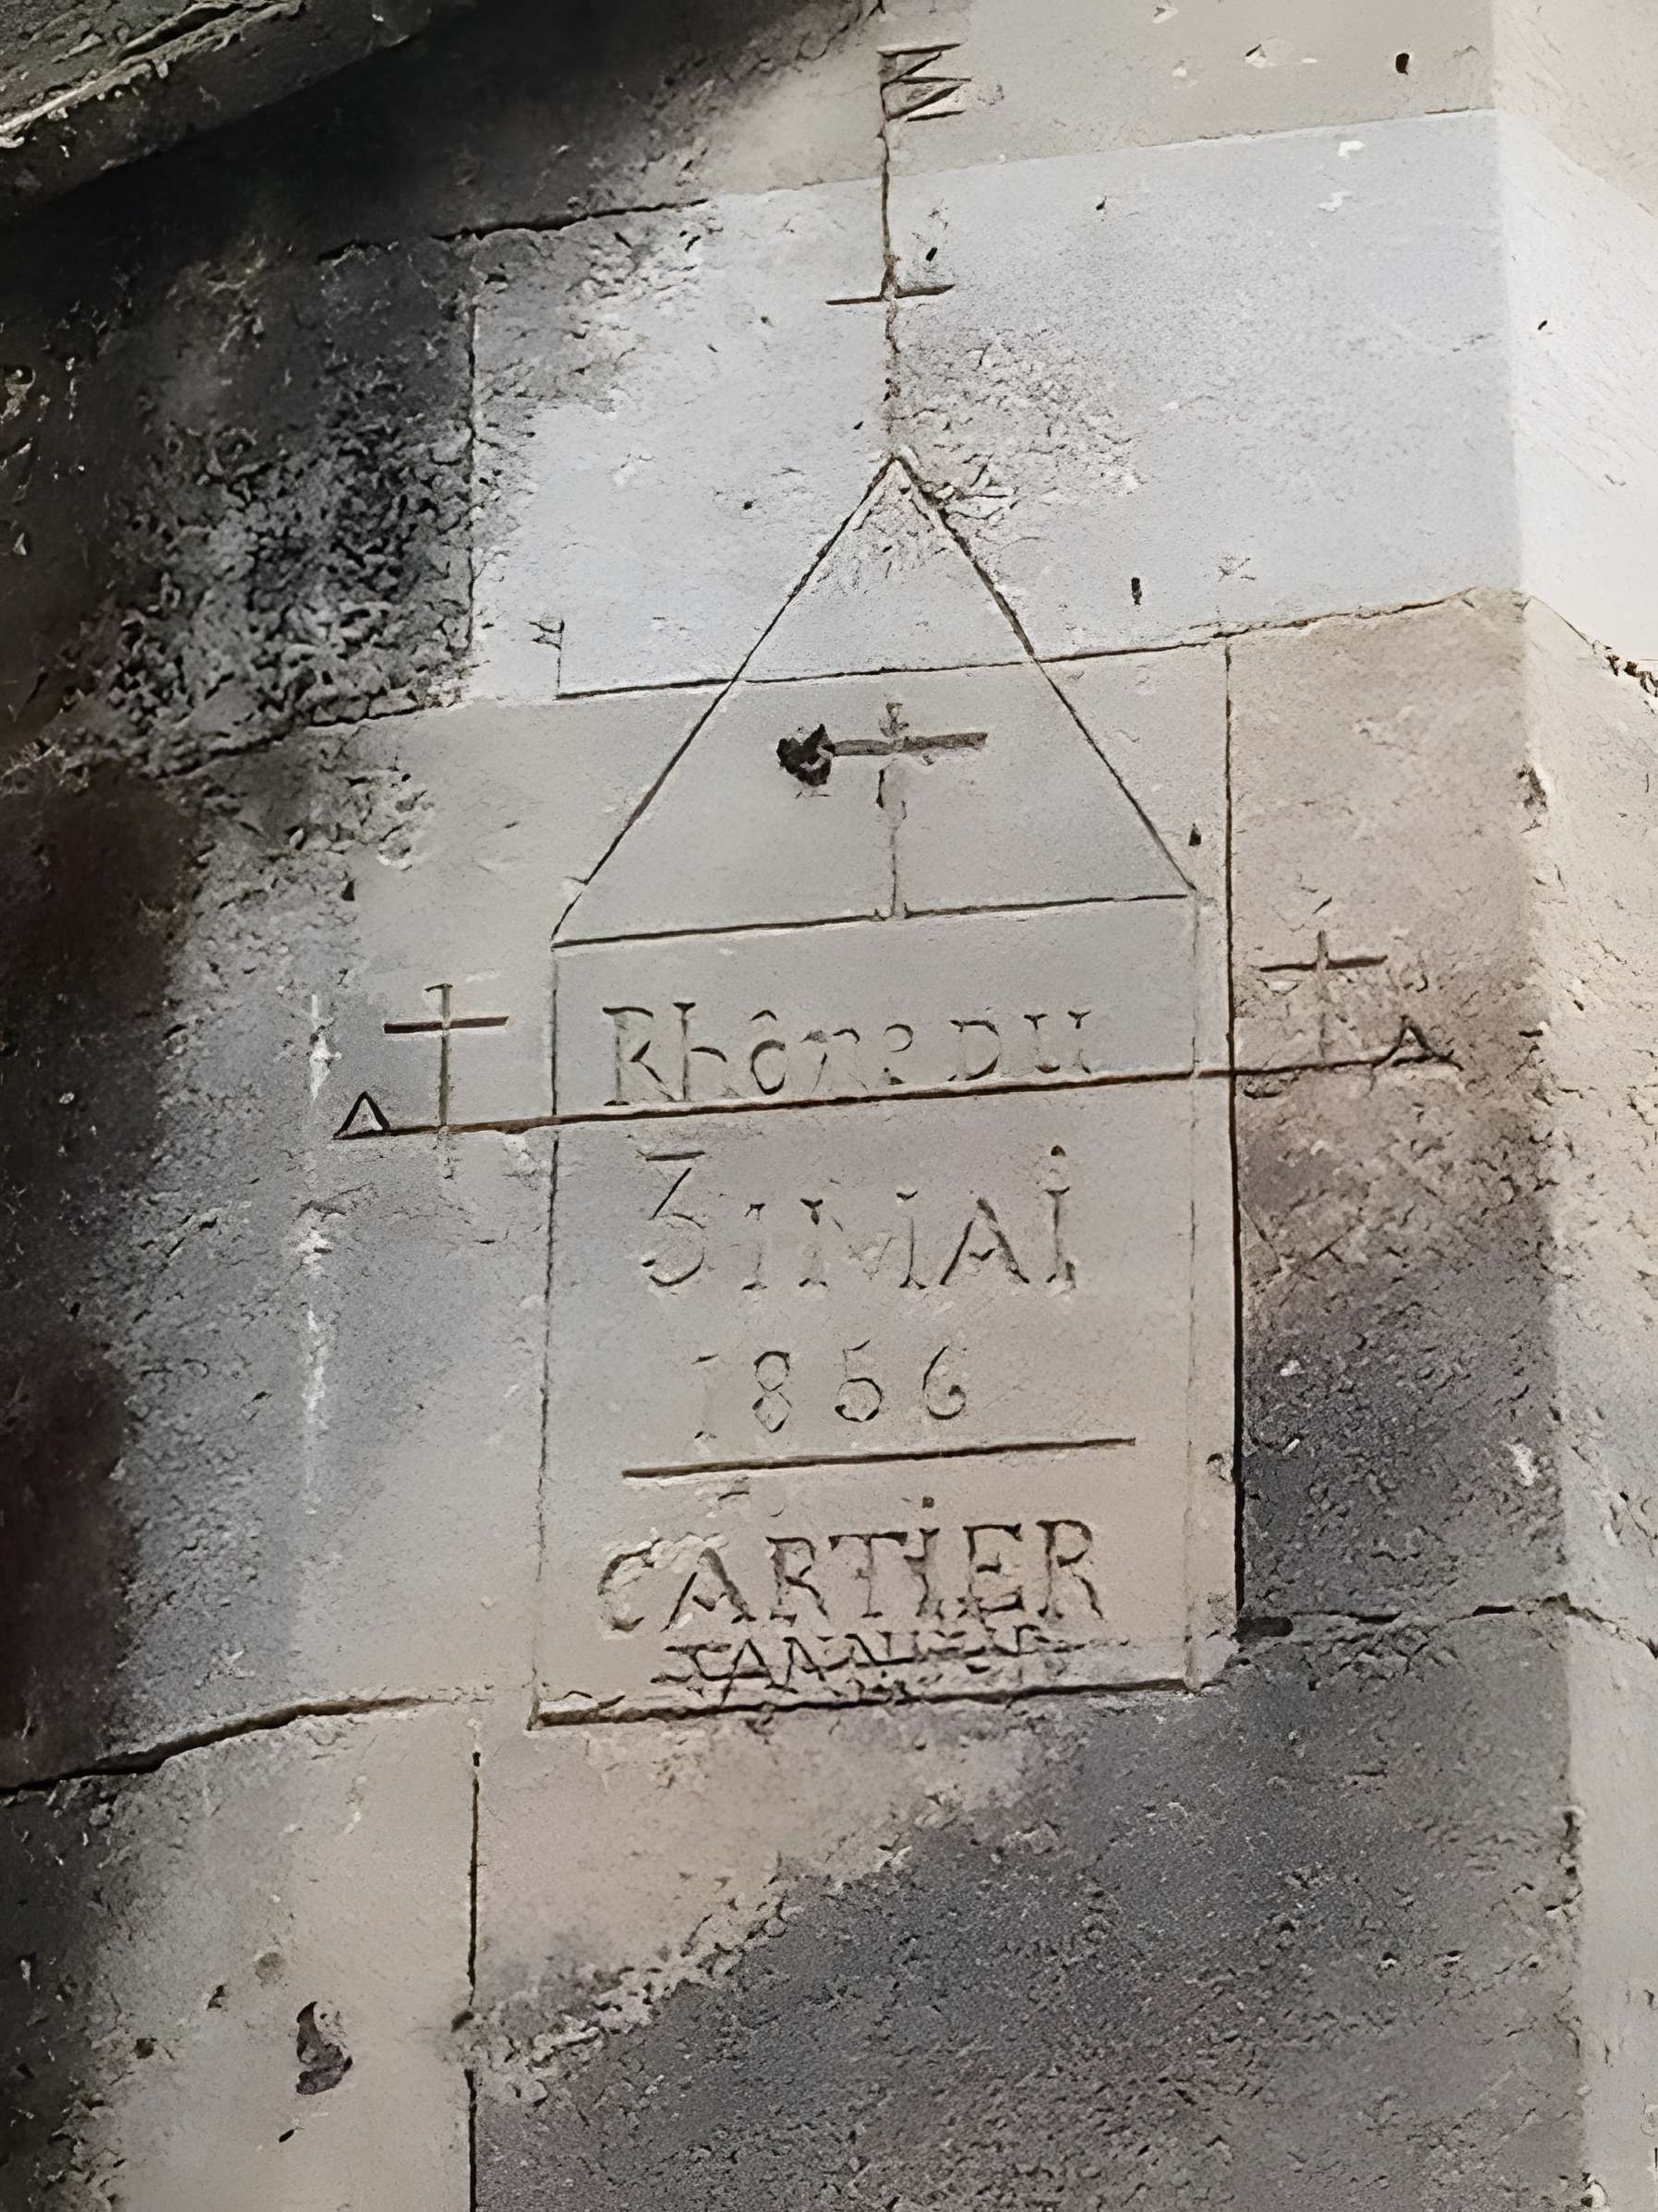 Rhône DU
31 MAi
1856
CARTiER